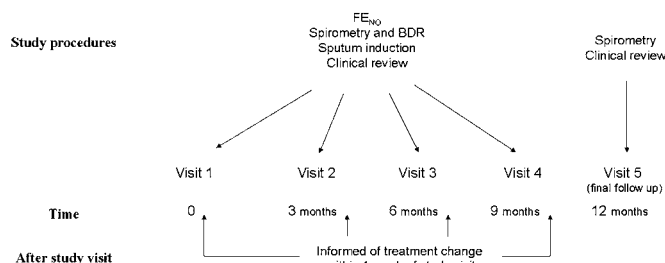 FENO
Spirometry and BDR
Study procedures
Sputum induction
Clinical review
Spirometry
Clinical review
Visit 1 Visit 2 Visit 3 Visit 4 Visit 5
(final follow up)
Time 0 3 months 6 months 9 months 12 months
After study visit Informed of treatment change